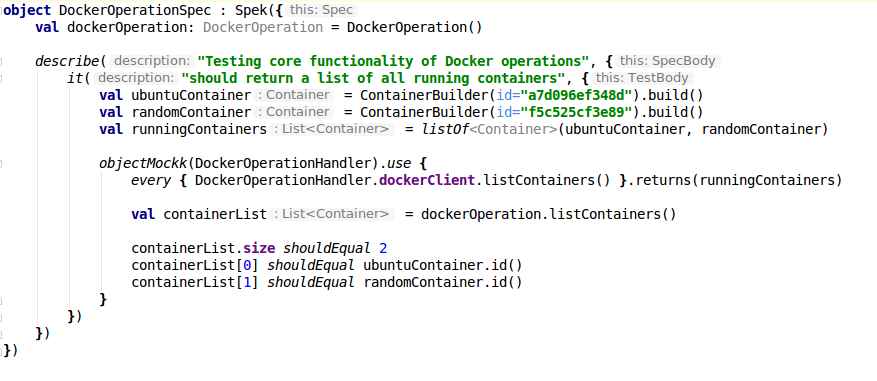 object DockerOperationSpec : Spek({ this: Spec
val dockerOperation: DockerOperation = DockerOperation()
describe( description: "Testing core functionality of Docker operations", { this: SpecBody
it( description: "should return a list of all running containers", { this: TestBody
val ubuntuContainer : Container = ContainerBuilder(id="a7d096ef348d").build()
val randomContainer : Container = ContainerBuilder(id="f5c525cf3e89").build()
val runningContainers : List<Container> = listOf<Container>(ubuntuContainer, randomContainer)
objectMockk(DockerOperationHandler).use {
every { DockerOperationHandler.dockerClient.listContainers() }.returns(runningContainers)
val containerList : List<Container> = dockerOperation.listContainers()
containerList.size shouldEqual 2
containerList[0] shouldEqual ubuntuContainer.id()
containerList[1] shouldEqual randomContainer.id()
}
})
})
})